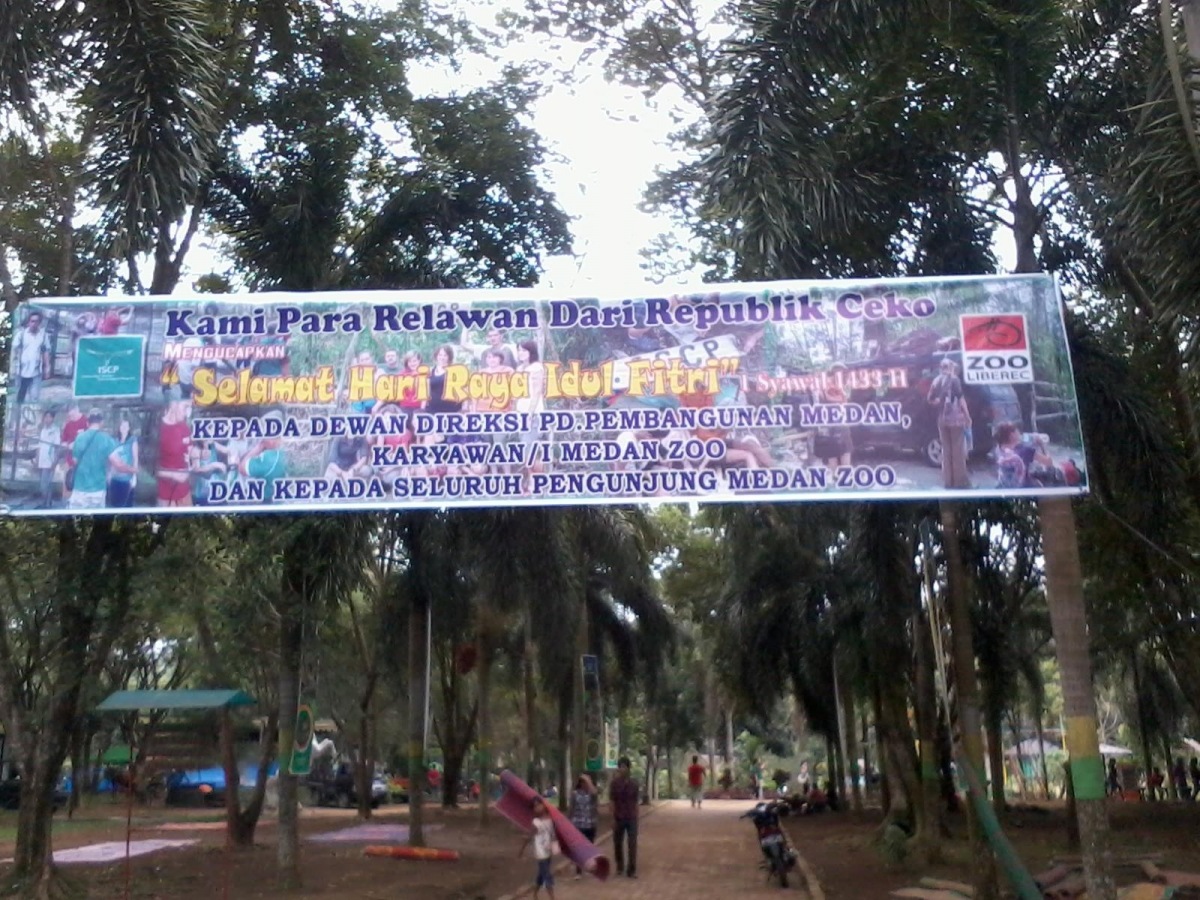 Kami Para Relawan Dari Republik Ceko
ISCP
MENGUCAPKAN
ISCP
"Selamat Hari Raya Idul Fitri" 1 Syawal 1433 H
ZOO
LIBEREC
KEPADA DEWAN DIREKSI PD.PEMBANGUNAN MEDAN,
KARYAWAN/I MEDAN ZOO
DAN KEPADA SELURUH PENGUNJUNG MEDAN ZOO